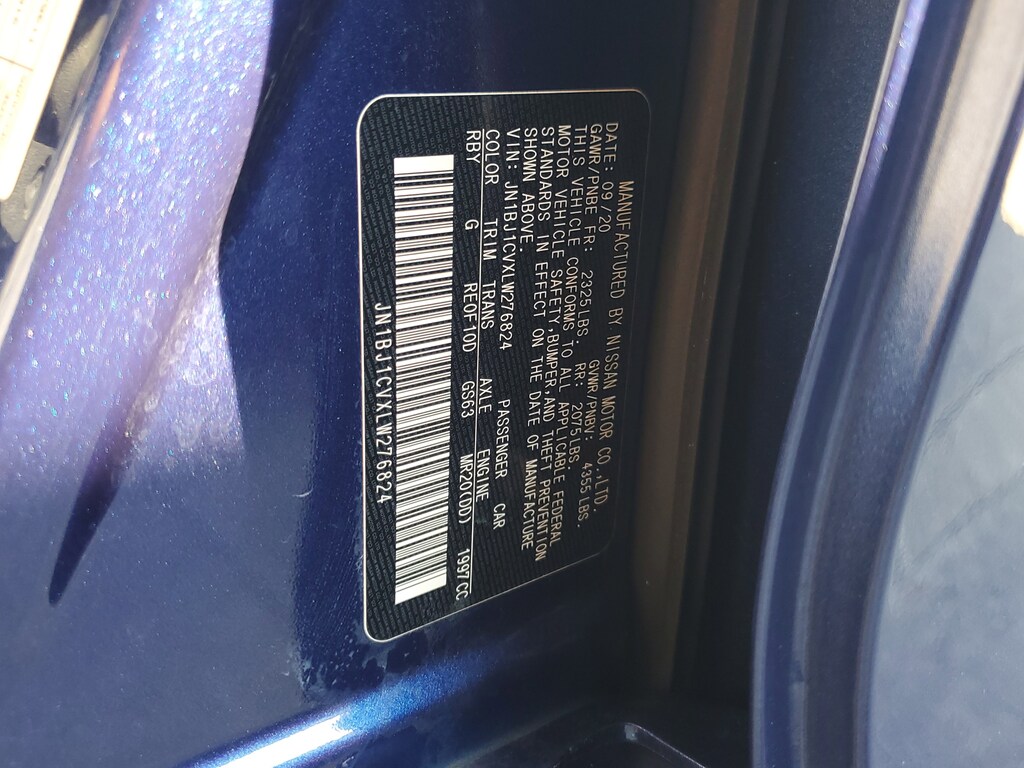 MANUFACTURED BY NISSAN MOTOR CO.,LTD.
DATE: 09/20 GVWR/PNBV: 4355LBS.
GAWR/PNBE FR: 2325LBS. RR: 2075LBS.
THIS VEHICLE CONFORMS TO ALL APPLICABLE FEDERAL
MOTOR VEHICLE SAFETY,BUMPER,AND THEFT PREVENTION
STANDARDS IN EFFECT ON THE DATE OF MANUFACTURE
SHOWN ABOVE.
VIN: JN1BJ1CVXLW276824 PASSENGER CAR
COLOR TRIM TRANS AXLE ENGINE
RBY G RE0F10D GS63 MR20(DD) 1997CC
JN1BJ1CVXLW276824